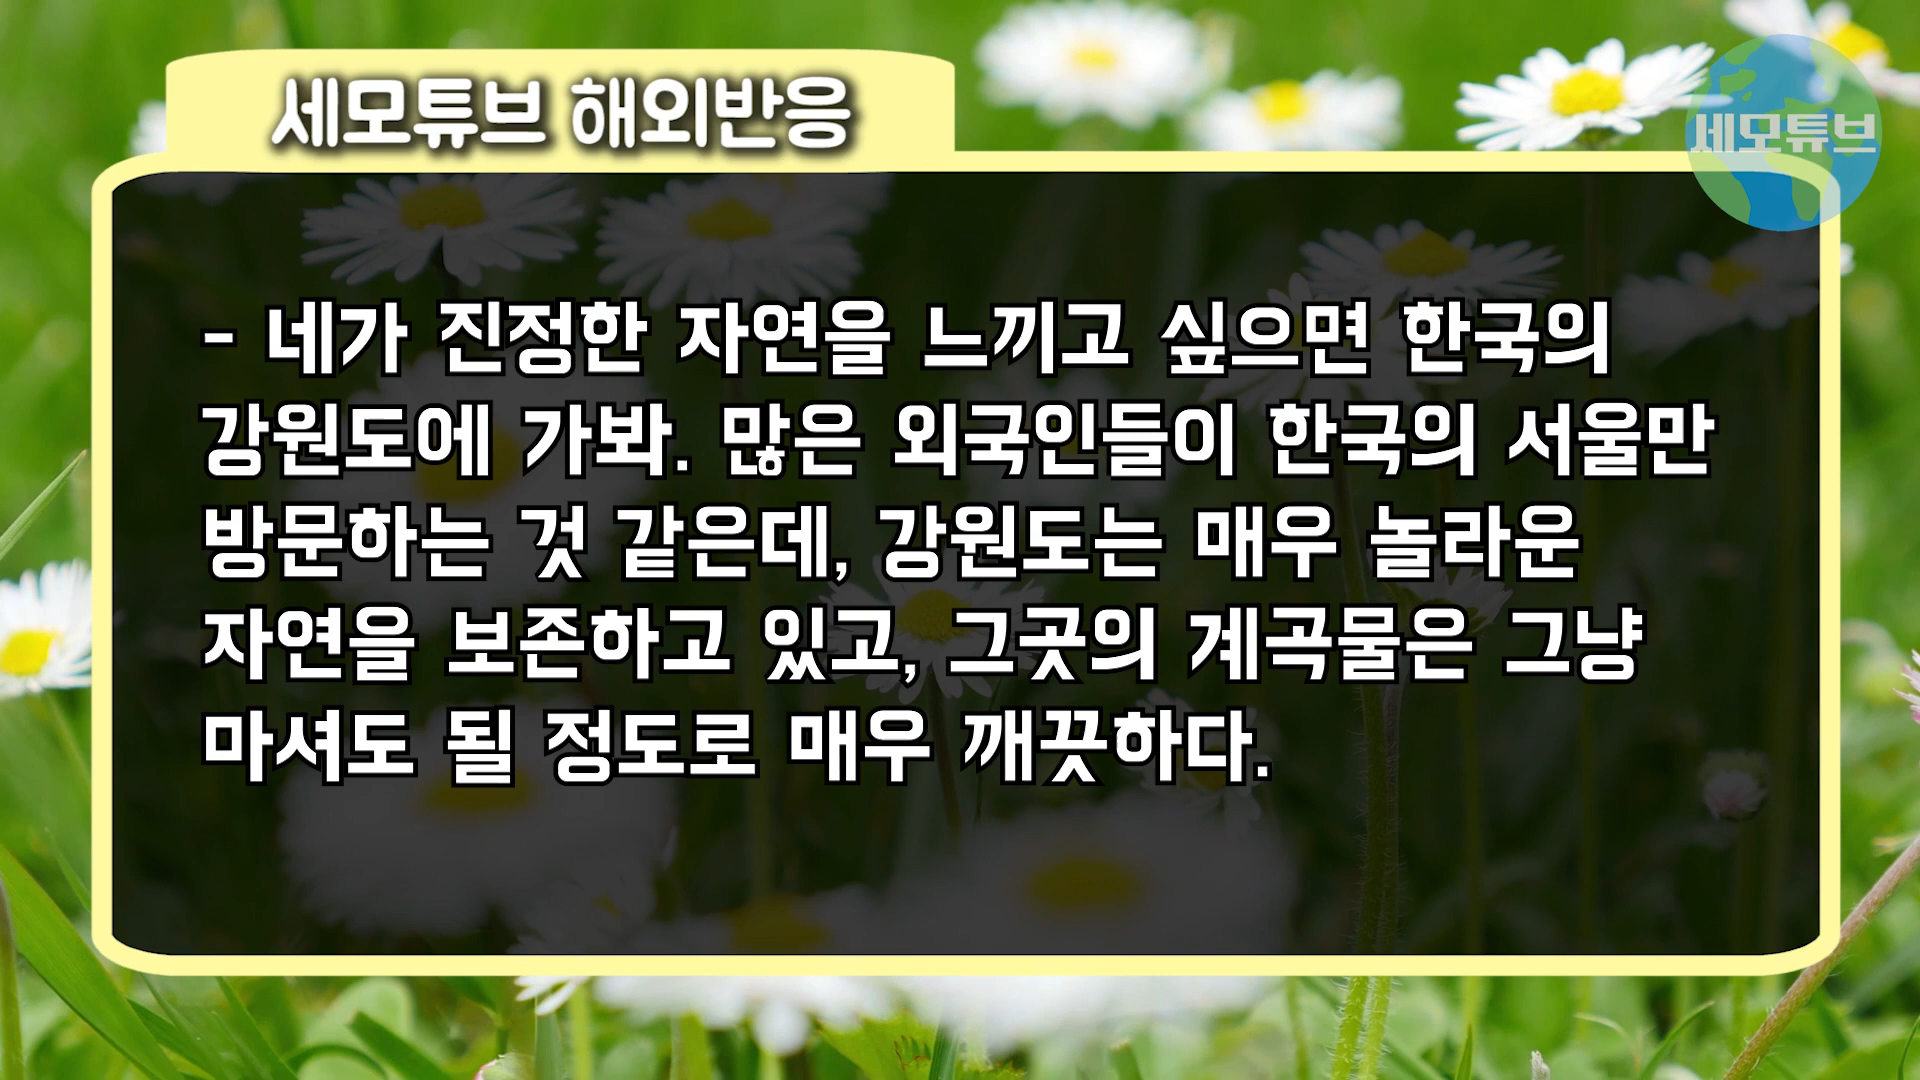 세모튜브 해외반응
세모튜브
- 네가 진정한 자연을 느끼고 싶으면 한국의
강원도에 가봐. 많은 외국인들이 한국의 서울만
방문하는 것 같은데, 강원도는 매우 놀라운
자연을 보존하고 있고, 그곳의 계곡물은 그냥
마셔도 될 정도로 매우 깨끗하다.